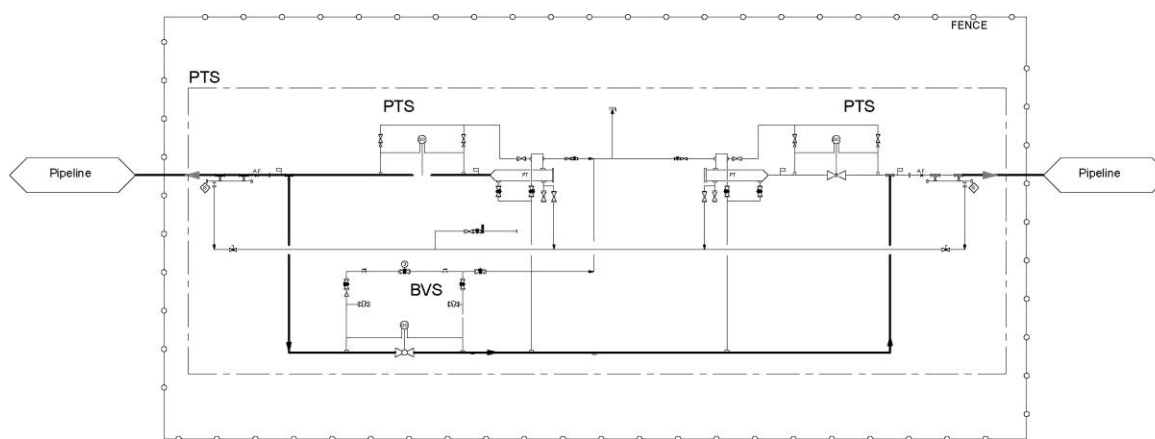 FENCE
PTS
PTS
PTS
Pipeline
A.F.
PT
PT
A.F.
Pipeline
BVS